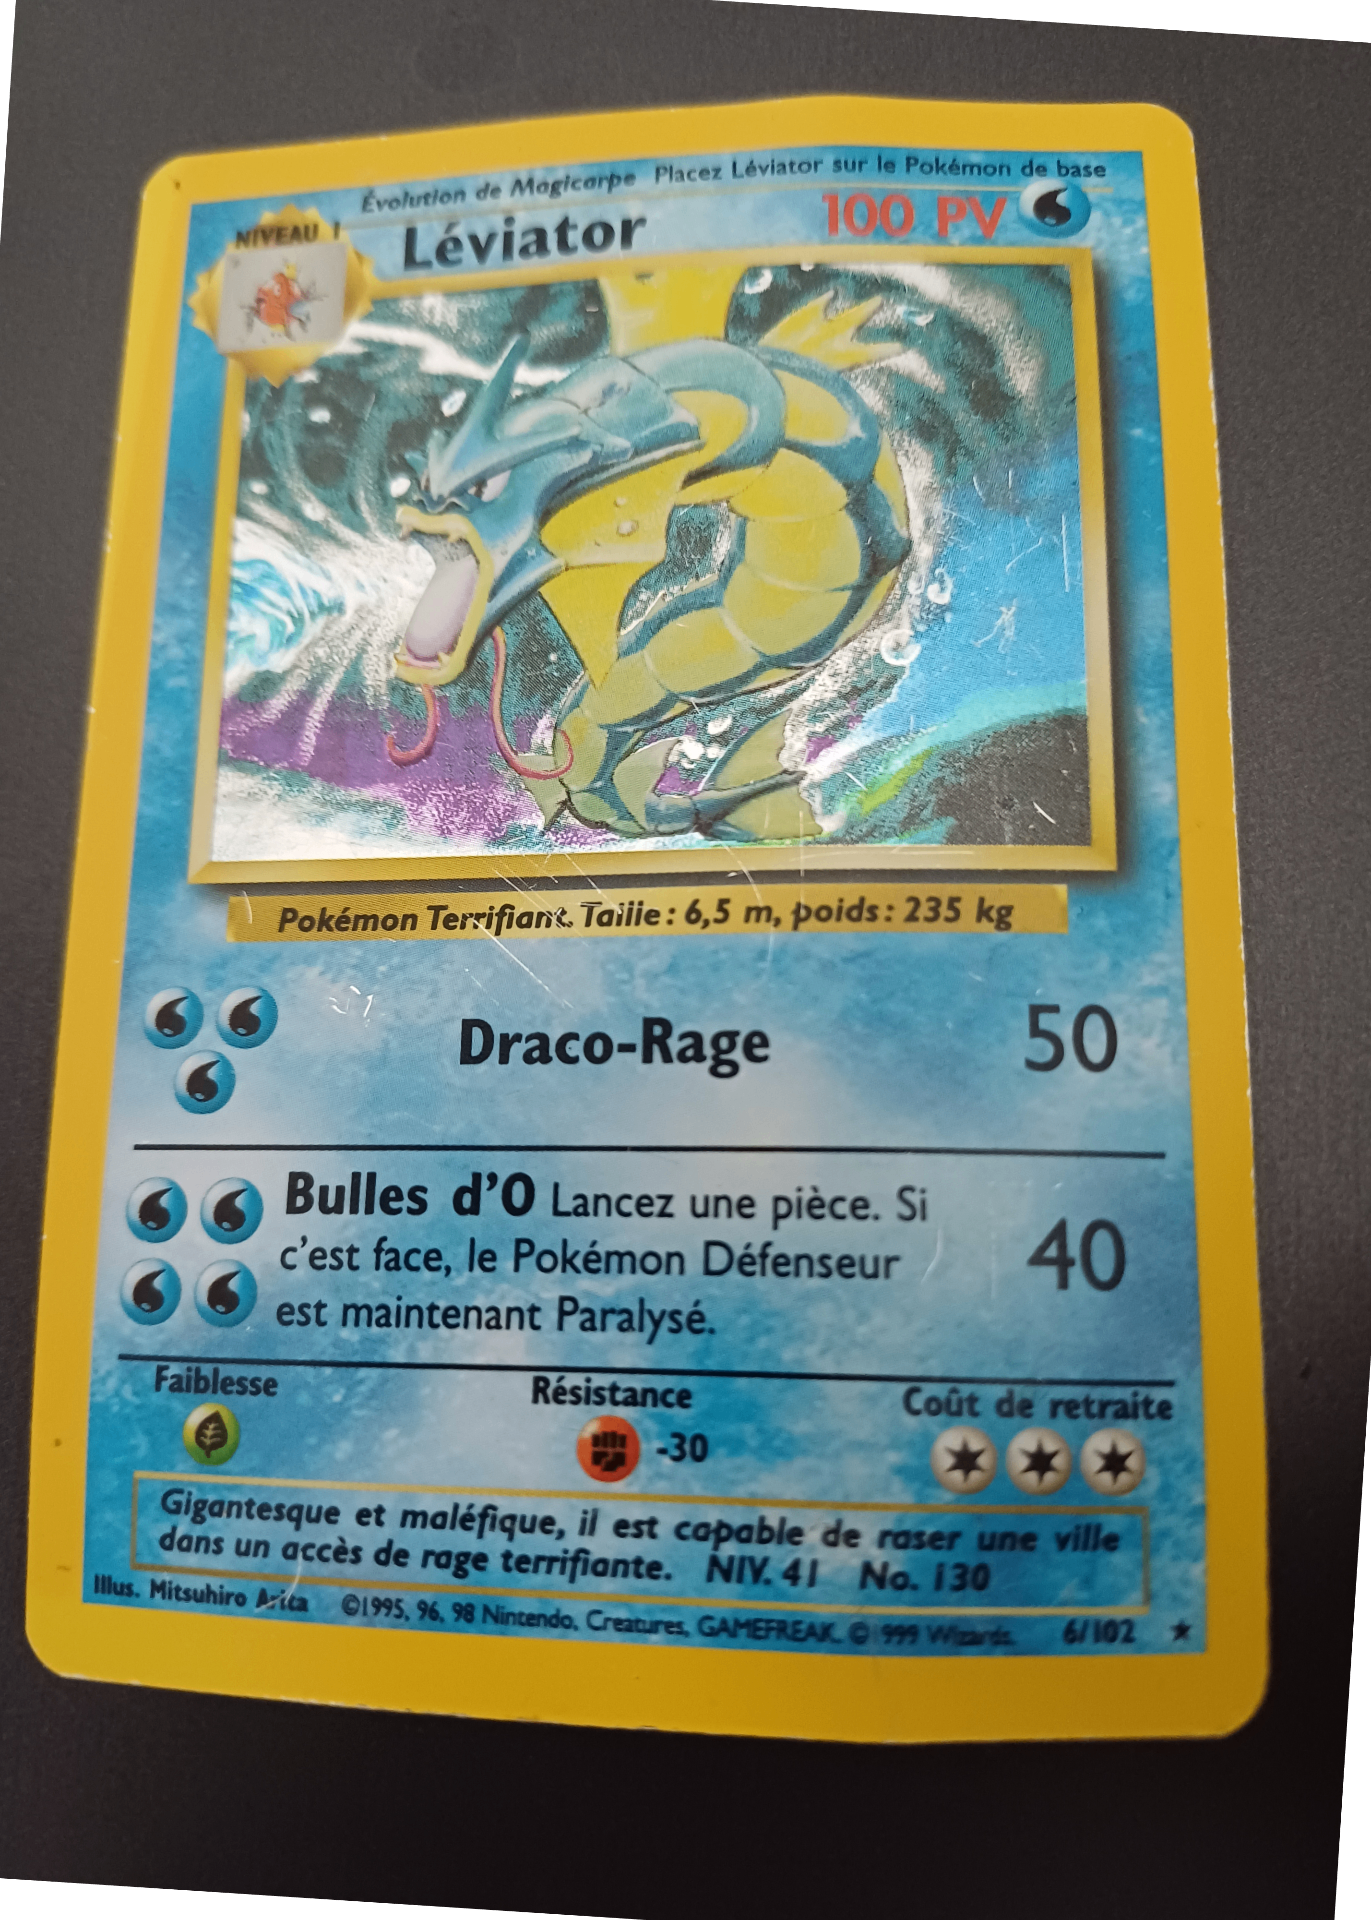 Évolution de Magicarpe Placez Léviator sur le Pokémon de base
NIVEAU 1
Léviator
100 PV
Pokémon Terrifiant. Taille : 6,5 m, poids : 235 kg
Draco-Rage 50
Bulles d'O Lancez une pièce. Si
c'est face, le Pokémon Défenseur
est maintenant Paralysé.
40
Faiblesse
Résistance
-30
Coût de retraite
Gigantesque et maléfique, il est capable de raser une ville
dans un accès de rage terrifiante. NIV. 41 No. 130
Illus. Mitsuhiro Arita ©1995, 96, 98 Nintendo, Creatures, GAMEFREAK. © 1999 Wizards. 6/102